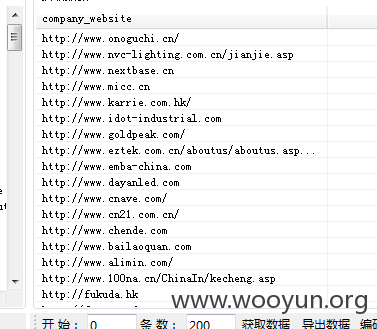 company_website
http://www.onoguchi.cn/
http://www.nvc-lighting.com.cn/jianjie.asp
http://www.nextbase.cn
http://www.micc.cn
http://www.karrie.com.hk/
http://www.idot-industrial.com
http://www.goldpeak.com/
http://www.eztek.com.cn/aboutus/aboutus.asp...
http://www.emba-china.com
http://www.dayanled.com
http://www.cnave.com/
http://www.cn21.com.cn/
http://www.chende.com
http://www.bailaoquan.com
http://www.alimin.com/
http://www.100na.cn/ChinaIn/kecheng.asp
http://fukuda.hk
www.wooyun.org
开始: 0 条数: 200 获取数据 导出数据